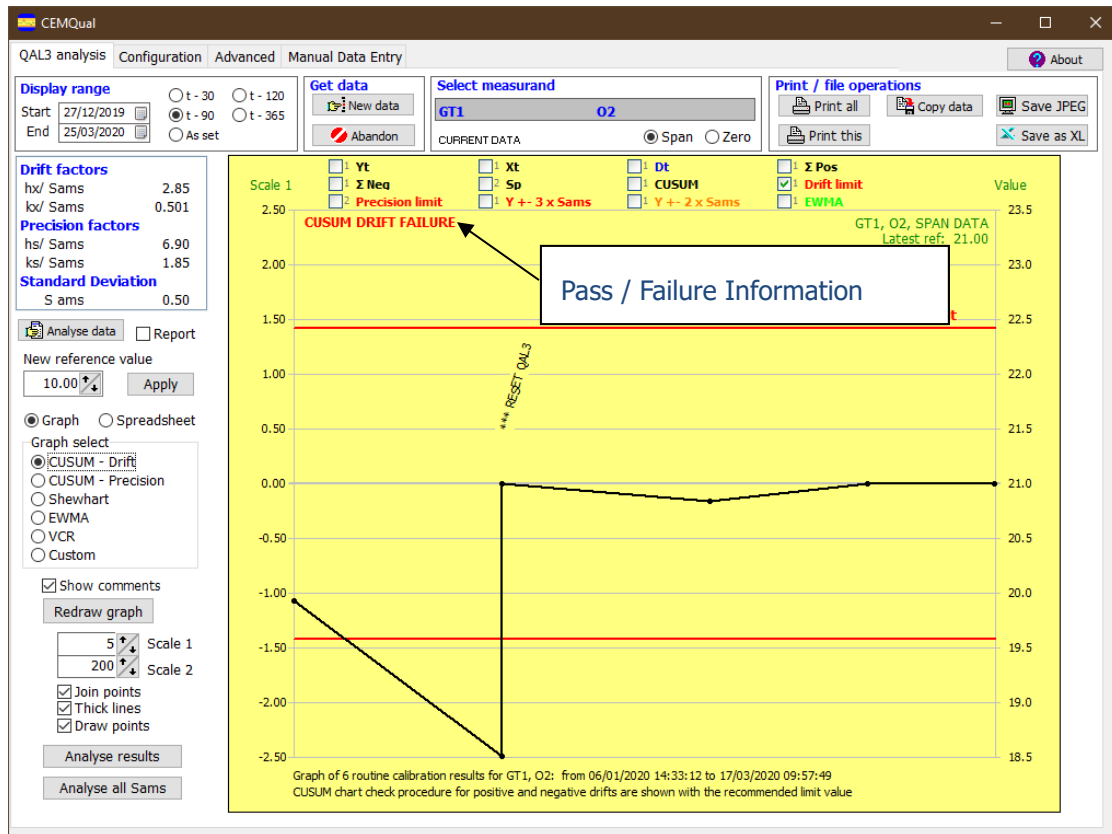 CEMQual
QAL3 analysis Configuration Advanced Manual Data Entry
About
Display range
t - 30 t - 120
Start 27/12/2019 t - 90 t - 365
End 25/03/2020 As set
Get data
New data
Abandon
Select measurand
GT1 O2
CURRENT DATA Span Zero
Print / file operations
Print all Copy data Save JPEG
Print this Save as XL
Drift factors
hx/ Sams 2.85
kx/ Sams 0.501
Precision factors
hs/ Sams 6.90
ks/ Sams 1.85
Standard Deviation
S ams 0.50
Analyse data Report
New reference value
10.00 Apply
Graph Spreadsheet
Graph select
CUSUM - Drift
CUSUM - Precision
Shewhart
EWMA
VCR
Custom
Show comments
Redraw graph
5 Scale 1
200 Scale 2
Join points
Thick lines
Draw points
Analyse results
Analyse all Sams
1 Yt 1 Xt 1 Dt 1 Σ Pos
Scale 1 1 Σ Neg 2 Sp 1 CUSUM 1 Drift limit Value
2 Precision limit 1 Y +- 3 x Sams 1 Y +- 2 x Sams 1 EWMA
2.50 23.5
CUSUM DRIFT FAILURE GT1, O2, SPAN DATA
Latest ref: 21.00
2.00 23.0
Pass / Failure Information
1.50 t 22.5
1.00 22.0
*** RESET QAL3
0.50 21.5
0.00 21.0
-0.50 20.5
-1.00 20.0
-1.50 19.5
-2.00 19.0
-2.50 18.5
Graph of 6 routine calibration results for GT1, O2: from 06/01/2020 14:33:12 to 17/03/2020 09:57:49
CUSUM chart check procedure for positive and negative drifts are shown with the recommended limit value